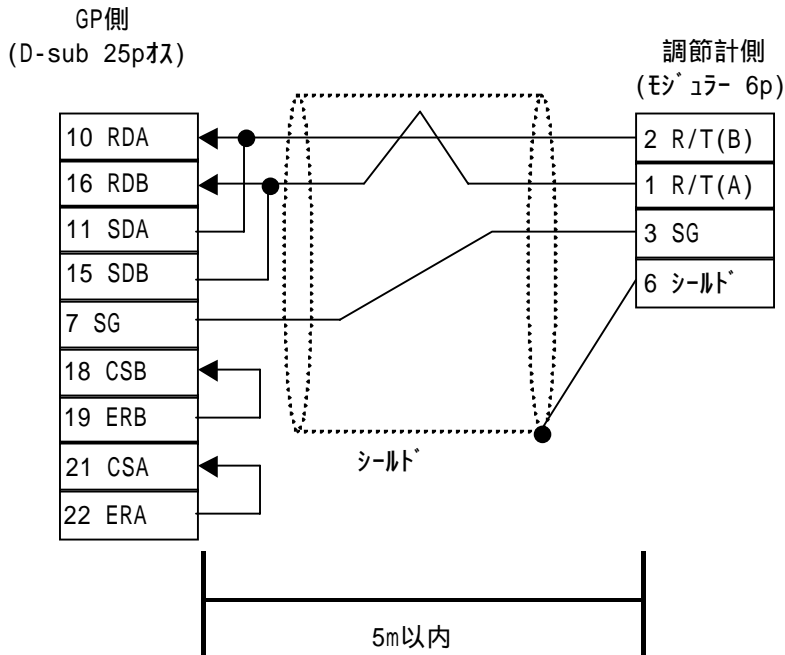 GP側
(D-sub 25pｵｽ)
調節計側
(ﾓｼﾞｭﾗｰ 6p)
10 RDA
16 RDB
11 SDA
15 SDB
7 SG
18 CSB
19 ERB
21 CSA
22 ERA
2 R/T(B)
1 R/T(A)
3 SG
6 ｼｰﾙﾄﾞ
ｼｰﾙﾄﾞ
5m以内